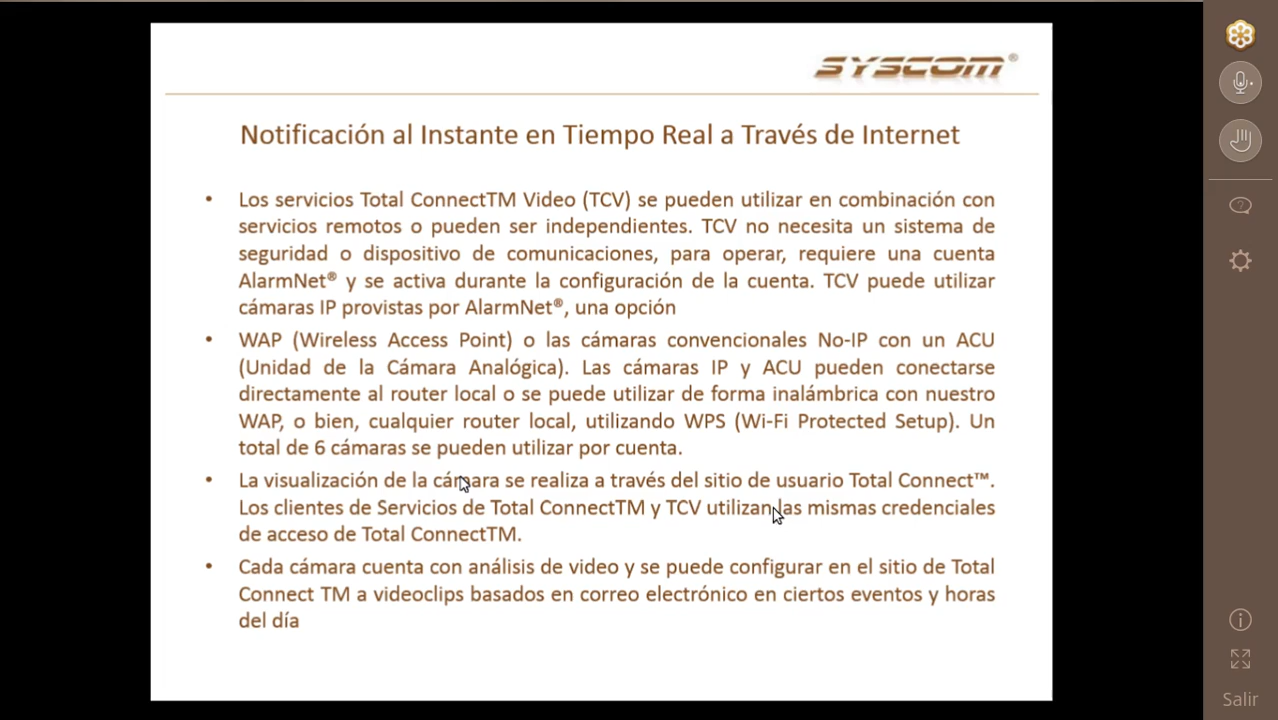 SYSCOM®
Notificación al Instante en Tiempo Real a Través de Internet
• Los servicios Total ConnectTM Video (TCV) se pueden utilizar en combinación con
servicios remotos o pueden ser independientes. TCV no necesita un sistema de
seguridad o dispositivo de comunicaciones, para operar, requiere una cuenta
AlarmNet® y se activa durante la configuración de la cuenta. TCV puede utilizar
cámaras IP provistas por AlarmNet®, una opción
• WAP (Wireless Access Point) o las cámaras convencionales No-IP con un ACU
(Unidad de la Cámara Analógica). Las cámaras IP y ACU pueden conectarse
directamente al router local o se puede utilizar de forma inalámbrica con nuestro
WAP, o bien, cualquier router local, utilizando WPS (Wi-Fi Protected Setup). Un
total de 6 cámaras se pueden utilizar por cuenta.
• La visualización de la cámara se realiza a través del sitio de usuario Total Connect™.
Los clientes de Servicios de Total ConnectTM y TCV utilizan las mismas credenciales
de acceso de Total ConnectTM.
• Cada cámara cuenta con análisis de video y se puede configurar en el sitio de Total
Connect TM a videoclips basados en correo electrónico en ciertos eventos y horas
del día
Salir